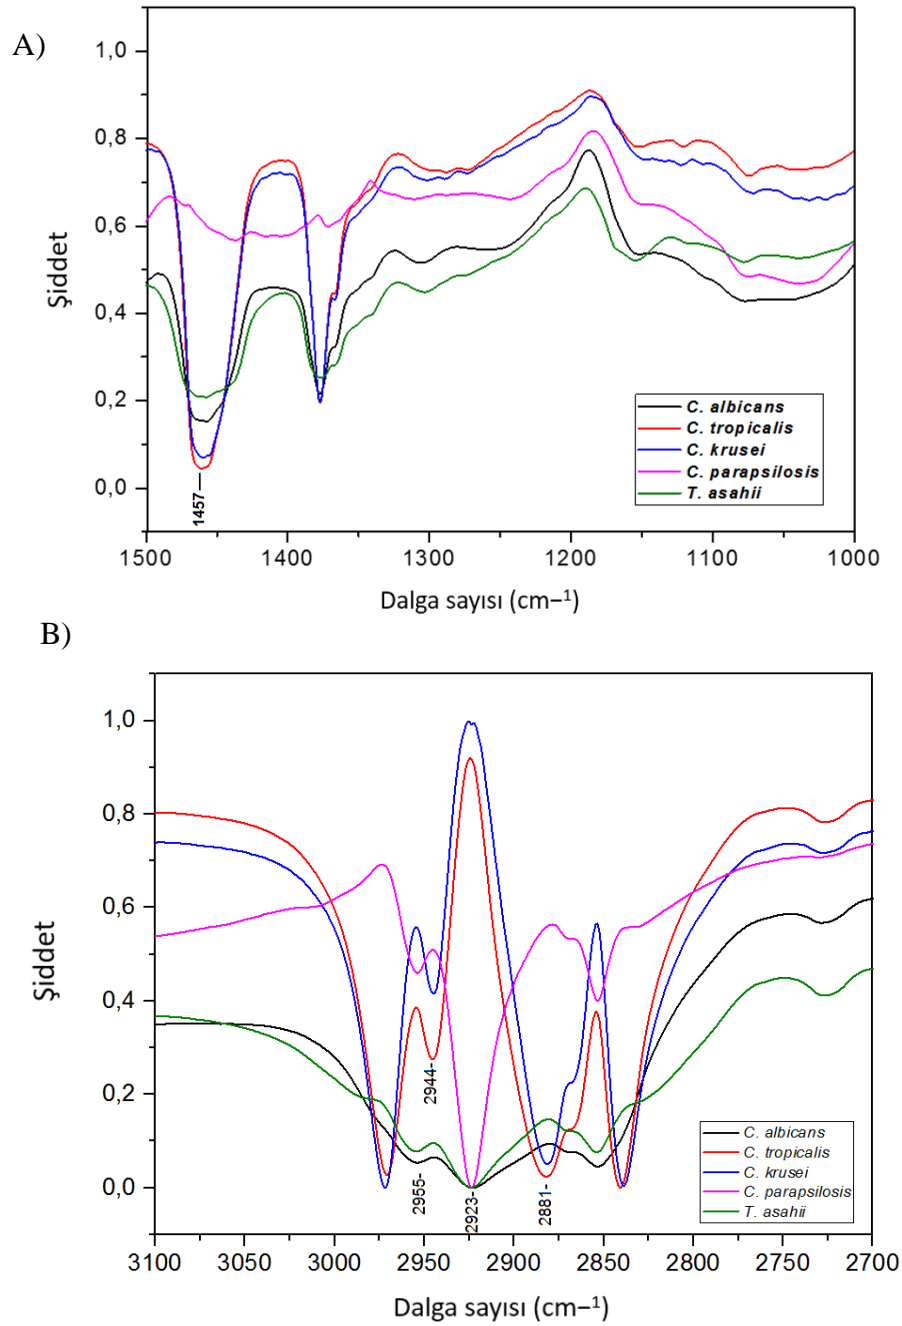 A)
1,0
0,8
0,6
0,4
0,2
0,0
Şiddet
1457
C. albicans
C. tropicalis
C. krusei
C. parapsilosis
T. asahii
1500 1400 1300 1200 1100 1000
Dalga sayısı (cm–1)
B)
1,0
0,8
0,6
0,4
0,2
0,0
Şiddet
2955-
2944-
2923-
2881-
C. albicans
C. tropicalis
C. krusei
C. parapsilosis
T. asahii
3100 3050 3000 2950 2900 2850 2800 2750 2700
Dalga sayısı (cm–1)